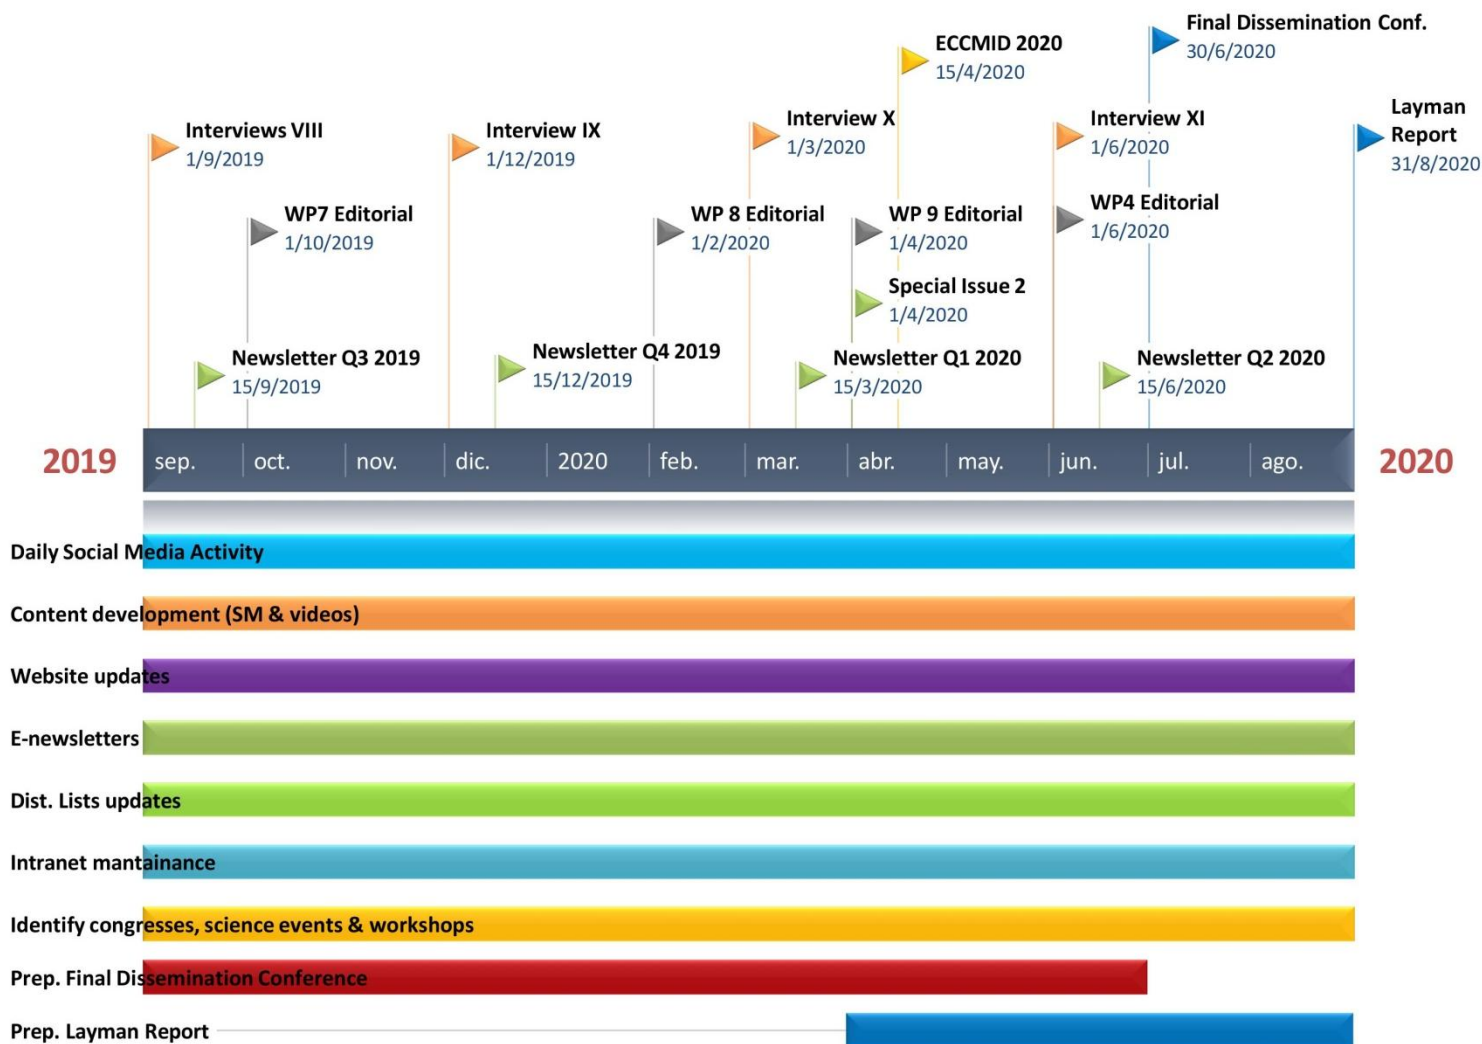 Final Dissemination Conf.
30/6/2020
ECCMID 2020
15/4/2020
Layman
Report
31/8/2020
Interviews VIII
1/9/2019
Interview IX
1/12/2019
Interview X
1/3/2020
Interview XI
1/6/2020
WP7 Editorial
1/10/2019
WP 8 Editorial
1/2/2020
WP 9 Editorial
1/4/2020
WP4 Editorial
1/6/2020
Special Issue 2
1/4/2020
Newsletter Q3 2019
15/9/2019
Newsletter Q4 2019
15/12/2019
Newsletter Q1 2020
15/3/2020
Newsletter Q2 2020
15/6/2020
2019 sep. oct. nov. dic. 2020 feb. mar. abr. may. jun. jul. ago. 2020
Daily Social Media Activity
Content development (SM & videos)
Website updates
E-newsletters
Dist. Lists updates
Intranet mantainance
Identify congresses, science events & workshops
Prep. Final Dissemination Conference
Prep. Layman Report